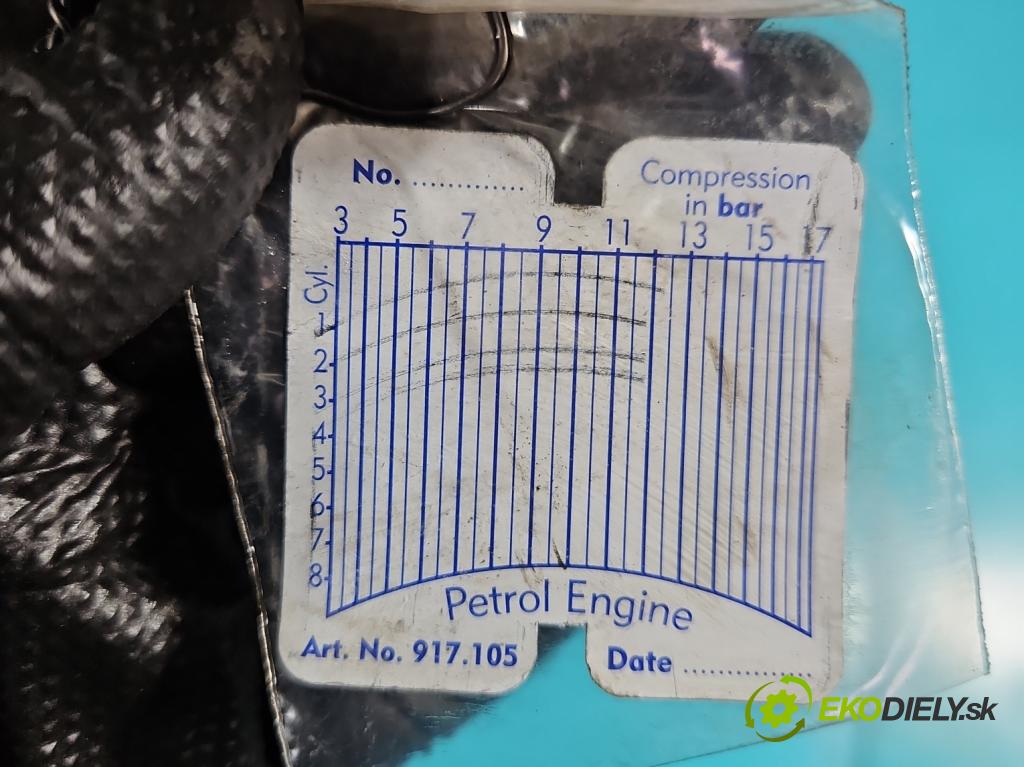 No. .............
Compression
in bar
3 5 7 9 11 13 15 17
Cyl.
1
2
3
4
5
6
7
8
Petrol Engine
Art. No. 917.105
Date ...............
EKODIELY.sk